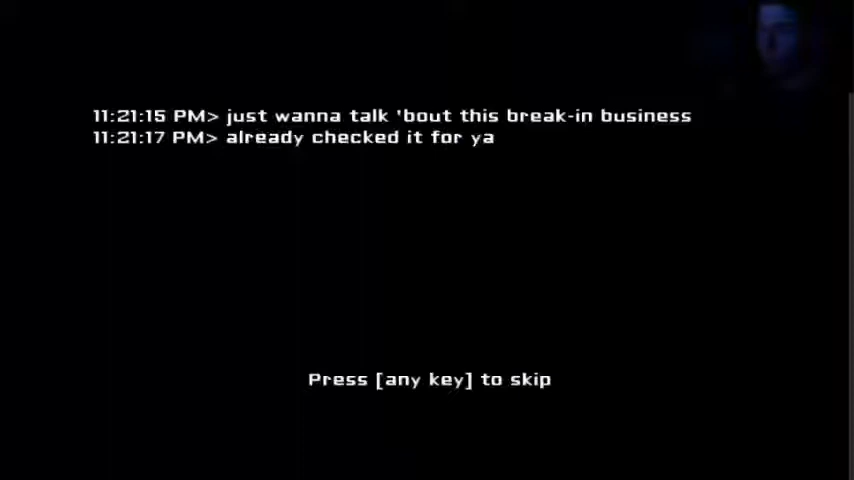 11:21:15 PM> just wanna talk 'bout this break-in business
11:21:17 PM> already checked it for ya
Press [any key] to skip